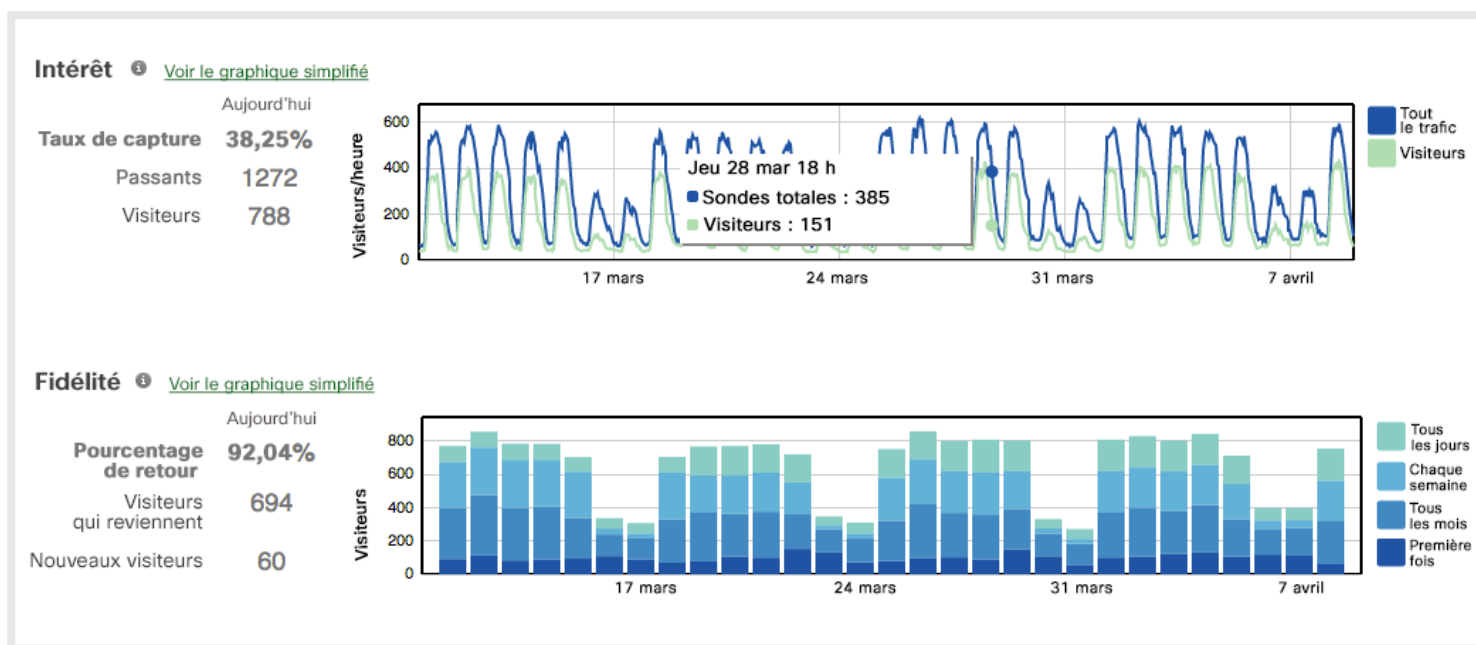 Intérêt Voir le graphique simplifié
Aujourd'hui
Taux de capture 38,25%
Passants 1272
Visiteurs 788
Visiteurs/heure
600
400
200
0
Jeu 28 mar 18 h
Sondes totales : 385
Visiteurs : 151
17 mars 24 mars 31 mars 7 avril
Tout
le trafic
Visiteurs
Fidélité Voir le graphique simplifié
Aujourd'hui
Pourcentage
de retour 92,04%
Visiteurs
qui reviennent 694
Nouveaux visiteurs 60
Visiteurs
800
600
400
200
0
17 mars 24 mars 31 mars 7 avril
Tous
les jours
Chaque
semaine
Tous
les mois
Première
fois